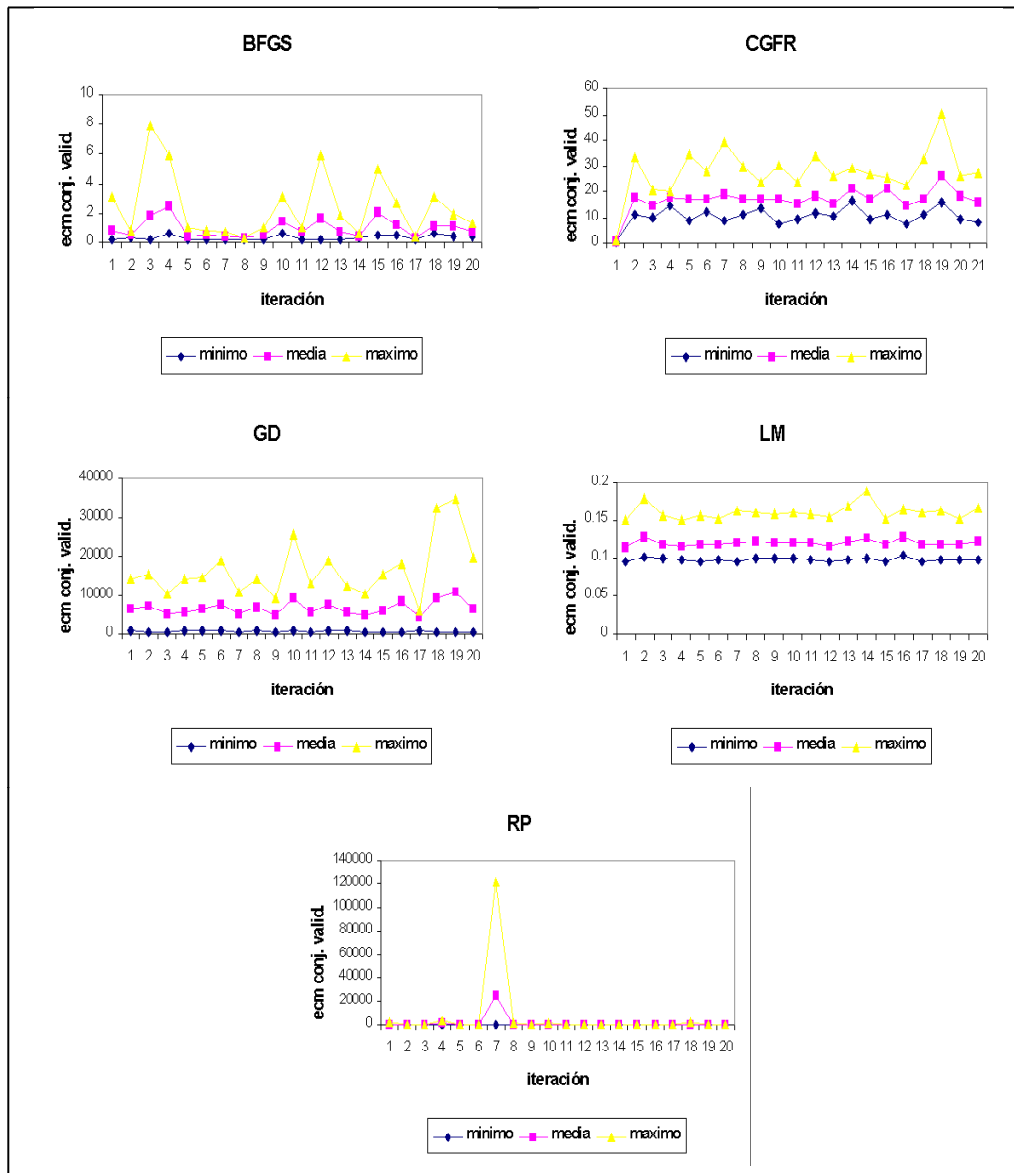 BFGS
10
8
6
4
2
0
ecm conj. valid.
1 2 3 4 5 6 7 8 9 10 11 12 13 14 15 16 17 18 19 20
iteración
minimo media maximo
CGFR
60
50
40
30
20
10
0
ecm conj. valid.
1 2 3 4 5 6 7 8 9 10 11 12 13 14 15 16 17 18 19 20 21
iteración
minimo media maximo
GD
40000
30000
20000
10000
0
ecm conj. valid.
1 2 3 4 5 6 7 8 9 10 11 12 13 14 15 16 17 18 19 20
iteración
minimo media maximo
LM
0.2
0.15
0.1
0.05
0
ecm conj. valid.
1 2 3 4 5 6 7 8 9 10 11 12 13 14 15 16 17 18 19 20
iteración
minimo media maximo
RP
140000
120000
100000
80000
60000
40000
20000
0
ecm conj. valid.
1 2 3 4 5 6 7 8 9 10 11 12 13 14 15 16 17 18 19 20
iteración
minimo media maximo